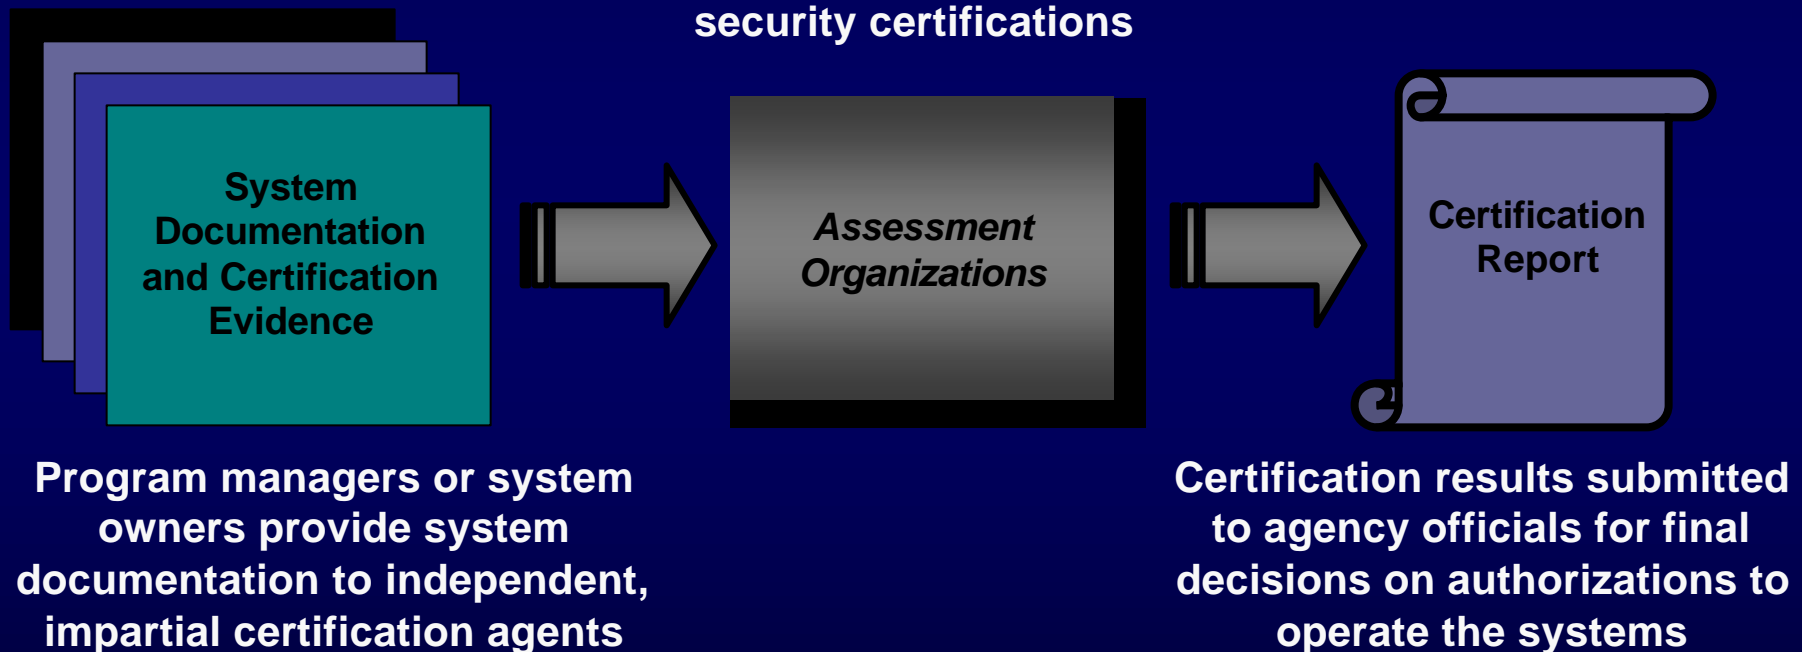 security certifications
System
Documentation
and Certification
Evidence
Assessment
Organizations
Certification
Report
Program managers or system
owners provide system
documentation to independent,
impartial certification agents
Certification results submitted
to agency officials for final
decisions on authorizations to
operate the systems